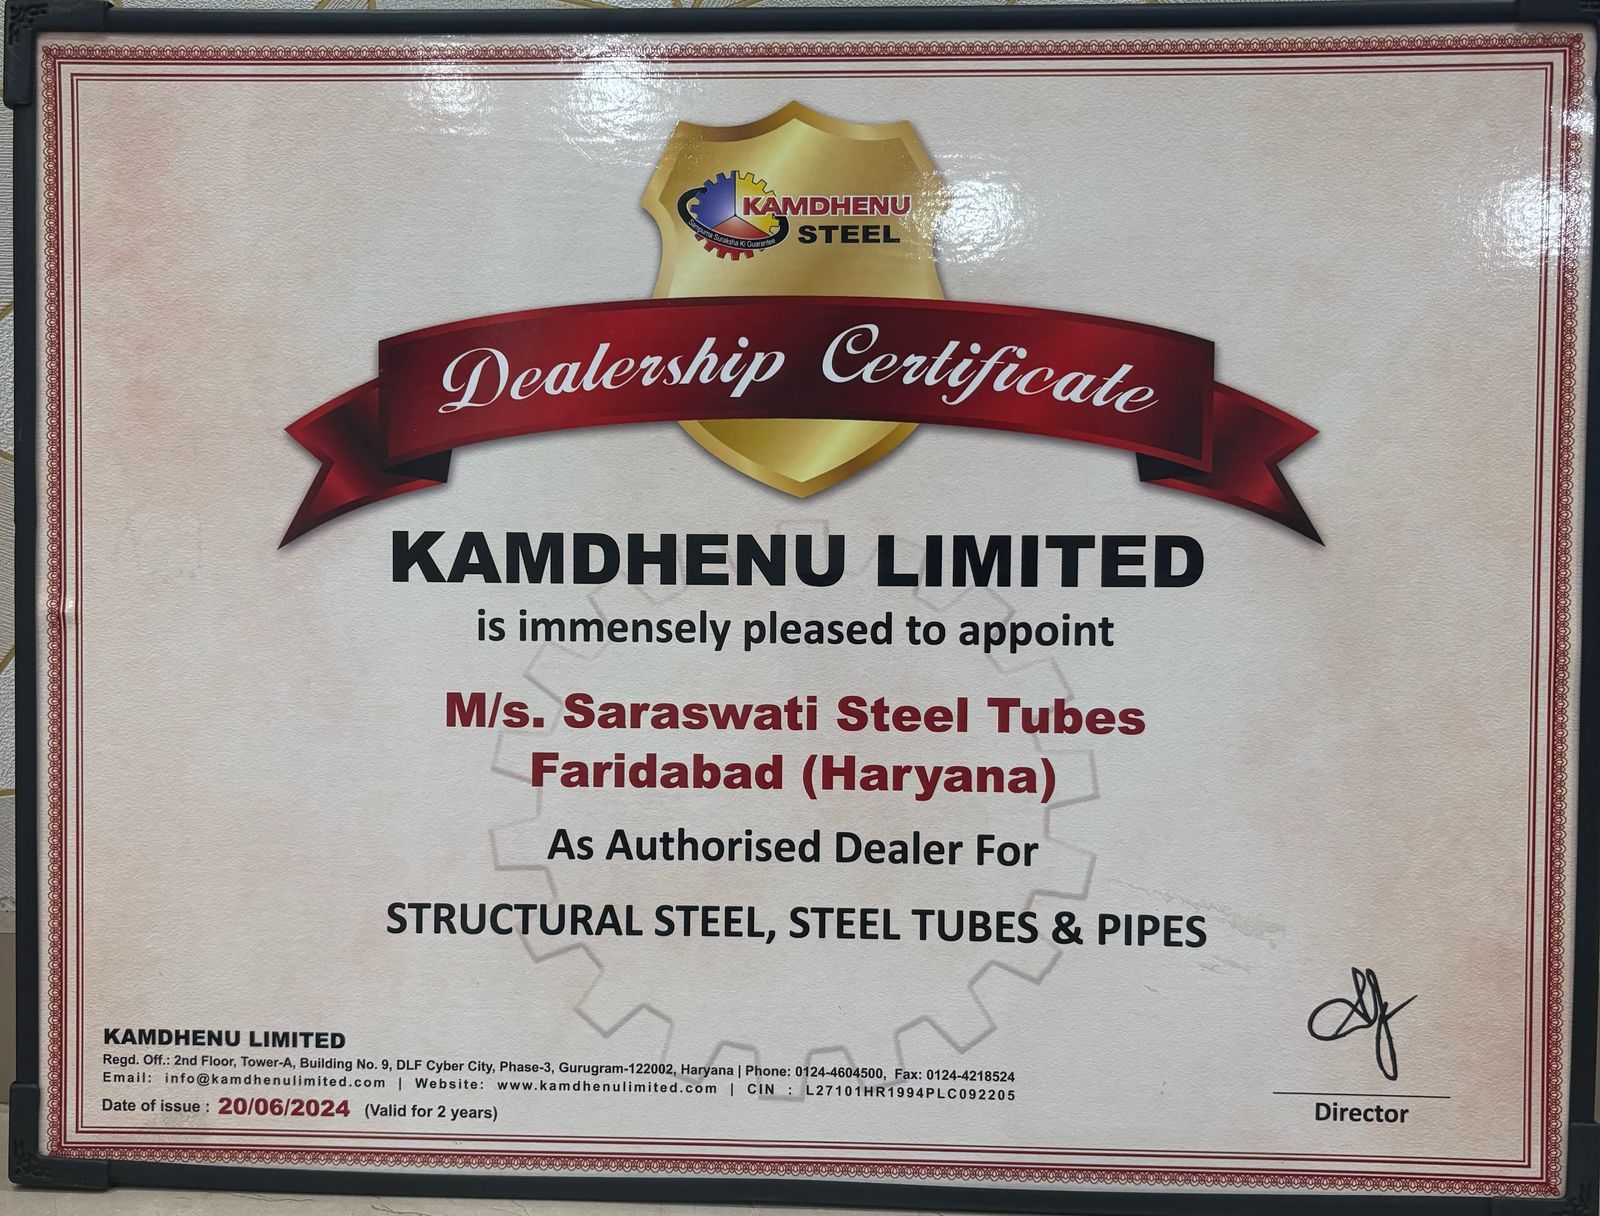 KAMDHENU
STEEL
Sampurna Suraksha Ki Guarantee
Dealership Certificate
KAMDHENU LIMITED
is immensely pleased to appoint
M/s. Saraswati Steel Tubes
Faridabad (Haryana)
As Authorised Dealer For
STRUCTURAL STEEL, STEEL TUBES & PIPES
KAMDHENU LIMITED
Regd. Off.: 2nd Floor, Tower-A, Building No. 9, DLF Cyber City, Phase-3, Gurugram-122002, Haryana | Phone: 0124-4604500, Fax: 0124-4218524
Email: info@kamdhenulimited.com | Website: www.kamdhenulimited.com | CIN : L27101HR1994PLC092205
Date of issue : 20/06/2024 (Valid for 2 years)
Director